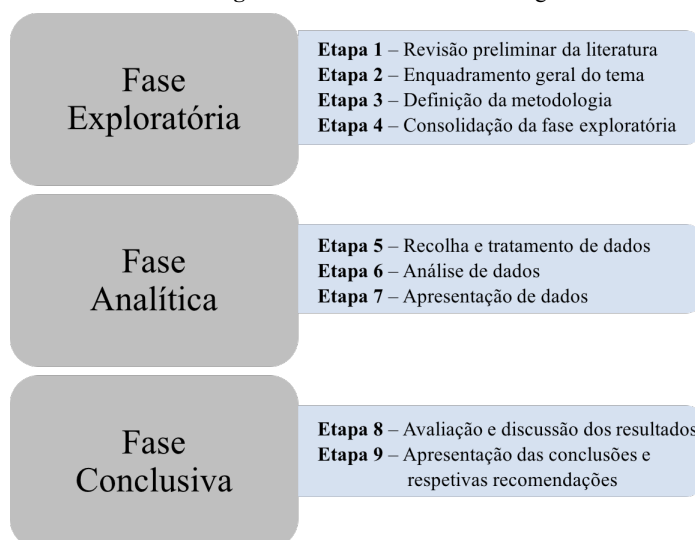 Fase
Exploratória
Etapa 1 – Revisão preliminar da literatura
Etapa 2 – Enquadramento geral do tema
Etapa 3 – Definição da metodologia
Etapa 4 – Consolidação da fase exploratória
Fase
Analítica
Etapa 5 – Recolha e tratamento de dados
Etapa 6 – Análise de dados
Etapa 7 – Apresentação de dados
Fase
Conclusiva
Etapa 8 – Avaliação e discussão dos resultados
Etapa 9 – Apresentação das conclusões e
respetivas recomendações